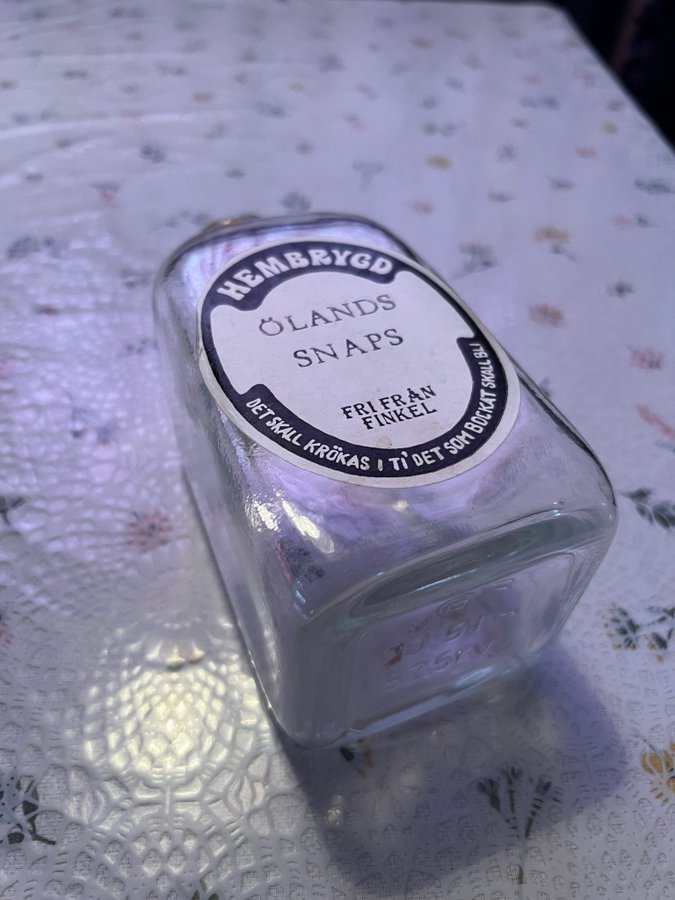 HEMBRYGD
ÖLANDS
SNAPS
FRI FRÅN
FINKEL
DET SKALL KRÖKAS I TI' DET SOM BOCKAT SKALL BLI